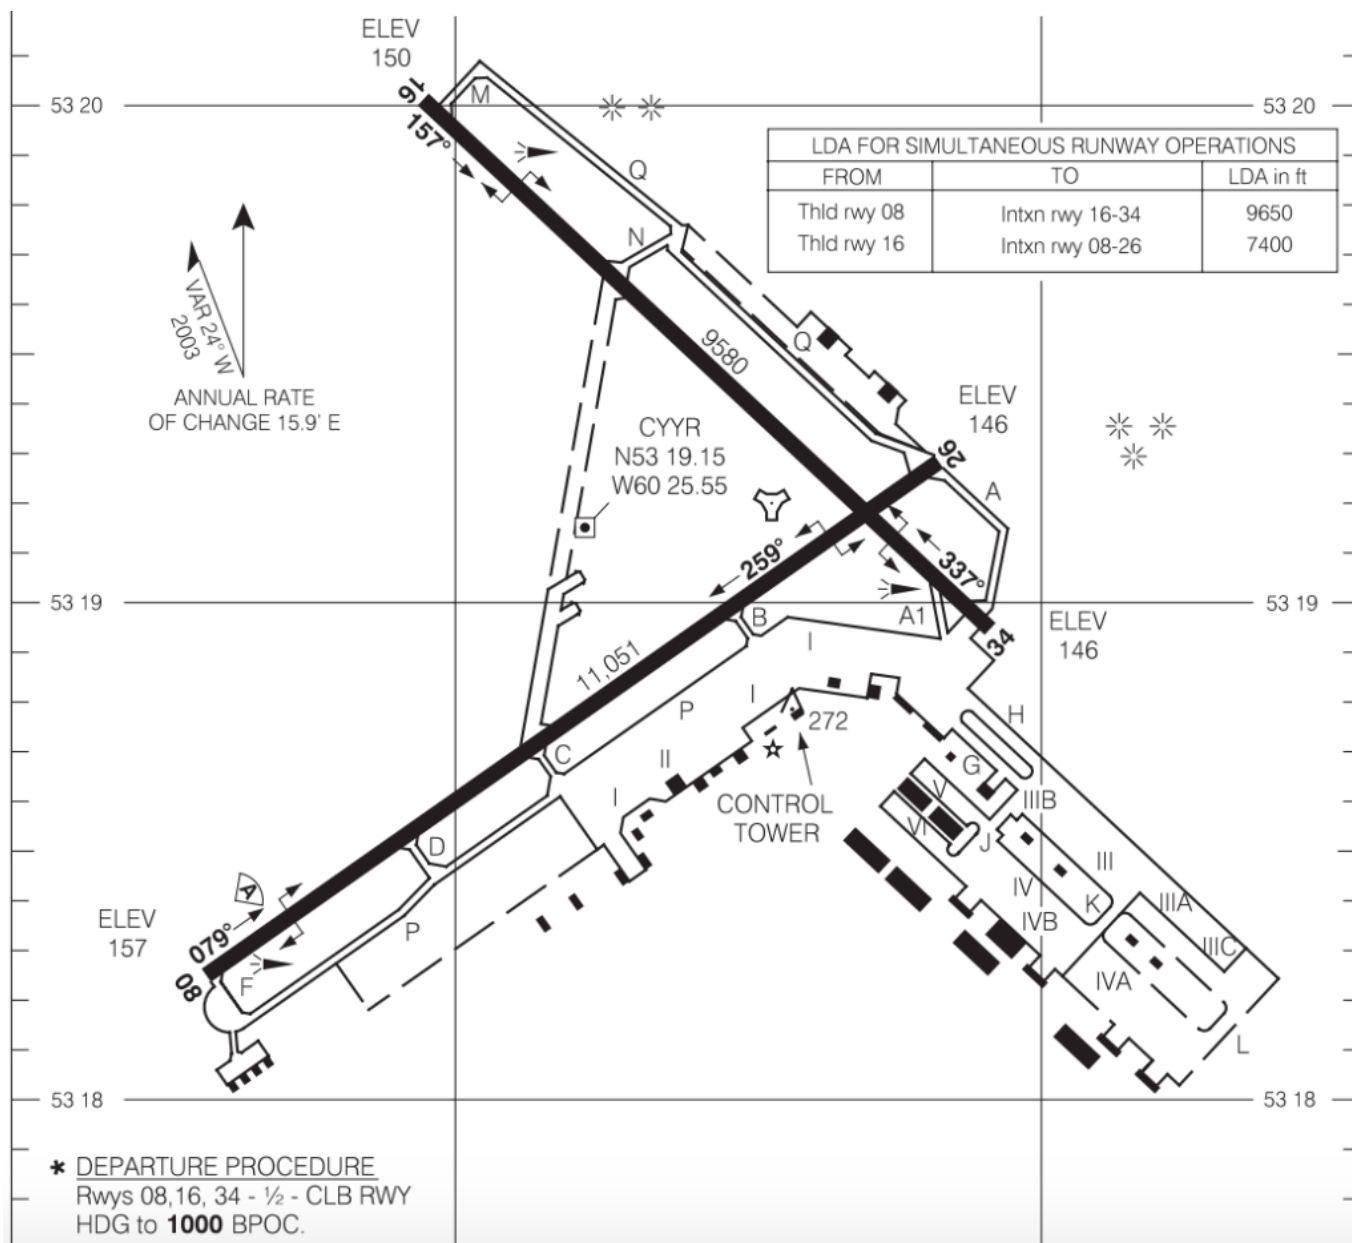 ELEV
150
16
157°
M
Q
53 20
53 20
LDA FOR SIMULTANEOUS RUNWAY OPERATIONS
FROM TO LDA in ft
Thld rwy 08 Intxn rwy 16-34 9650
Thld rwy 16 Intxn rwy 08-26 7400
N
VAR 24° W
2003
ANNUAL RATE
OF CHANGE 15.9' E
9580
Q
ELEV
146
26
CYYR
N53 19.15
W60 25.55
A
259°
337°
53 19
53 19
B
A1
I
34
ELEV
146
11,051
P
I
272
H
C
II
G
V
IIIB
I
CONTROL
TOWER
VI
J
D
III
IV
K
IIIA
IVB
IIIC
A
ELEV
157
079°
P
08
F
IVA
L
53 18
53 18
* DEPARTURE PROCEDURE
Rwys 08,16, 34 - ½ - CLB RWY
HDG to 1000 BPOC.